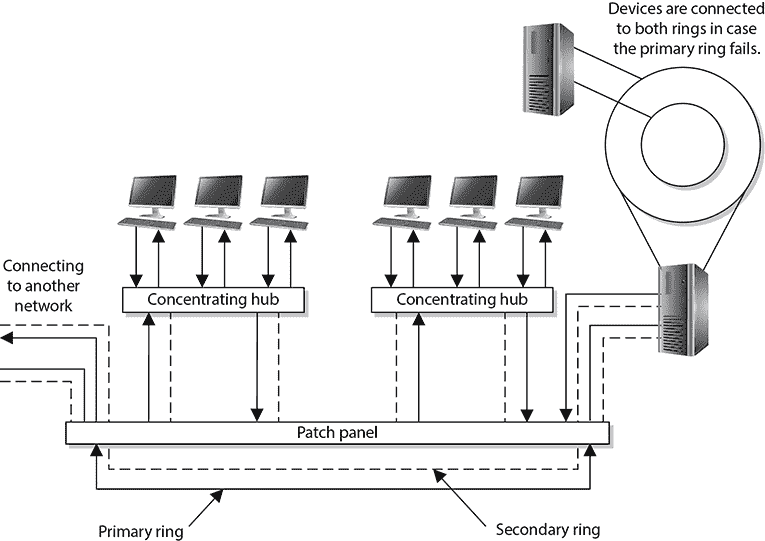 Devices are connected
to both rings in case
the primary ring fails.
Connecting
to another
network
Concentrating hub
Concentrating hub
Patch panel
Primary ring
Secondary ring